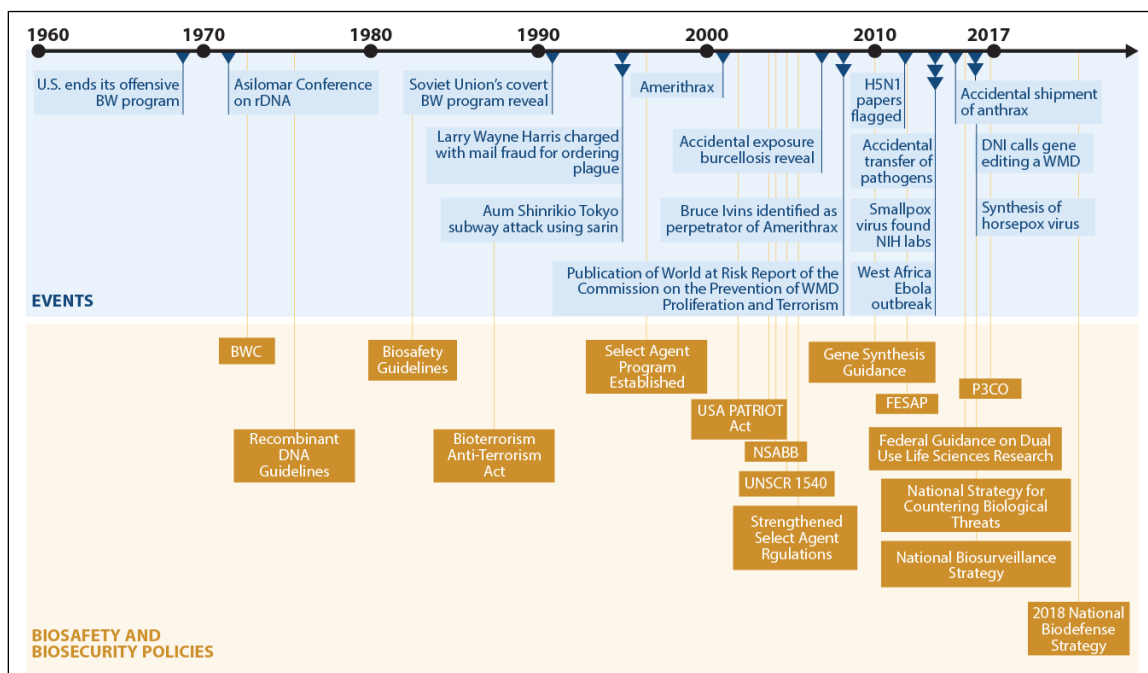 1960 1970 1980 1990 2000 2010 2017
U.S. ends its offensive
BW program
Asilomar Conference
on rDNA
Soviet Union's covert
BW program reveal
Amerithrax
H5N1
papers
flagged
Accidental shipment
of anthrax
Larry Wayne Harris charged
with mail fraud for ordering
plague
Accidental exposure
burcellosis reveal
Accidental
transfer of
pathogens
DNI calls gene
editing a WMD
Aum Shinrikio Tokyo
subway attack using sarin
Bruce Ivins identified as
perpetrator of Amerithrax
Smallpox
virus found
NIH labs
Synthesis of
horsepox virus
Publication of World at Risk Report of the
Commission on the Prevention of WMD
Proliferation and Terrorism
West Africa
Ebola
outbreak
EVENTS
BWC
Biosafety
Guidelines
Select Agent
Program
Established
Gene Synthesis
Guidance
P3CO
FESAP
USA PATRIOT
Act
Recombinant
DNA
Guidelines
Bioterrorism
Anti-Terrorism
Act
NSABB
Federal Guidance on Dual
Use Life Sciences Research
UNSCR 1540
National Strategy for
Countering Biological
Threats
Strengthened
Select Agent
Rgulations
National Biosurveillance
Strategy
2018 National
Biodefense
Strategy
BIOSAFETY AND
BIOSECURITY POLICIES